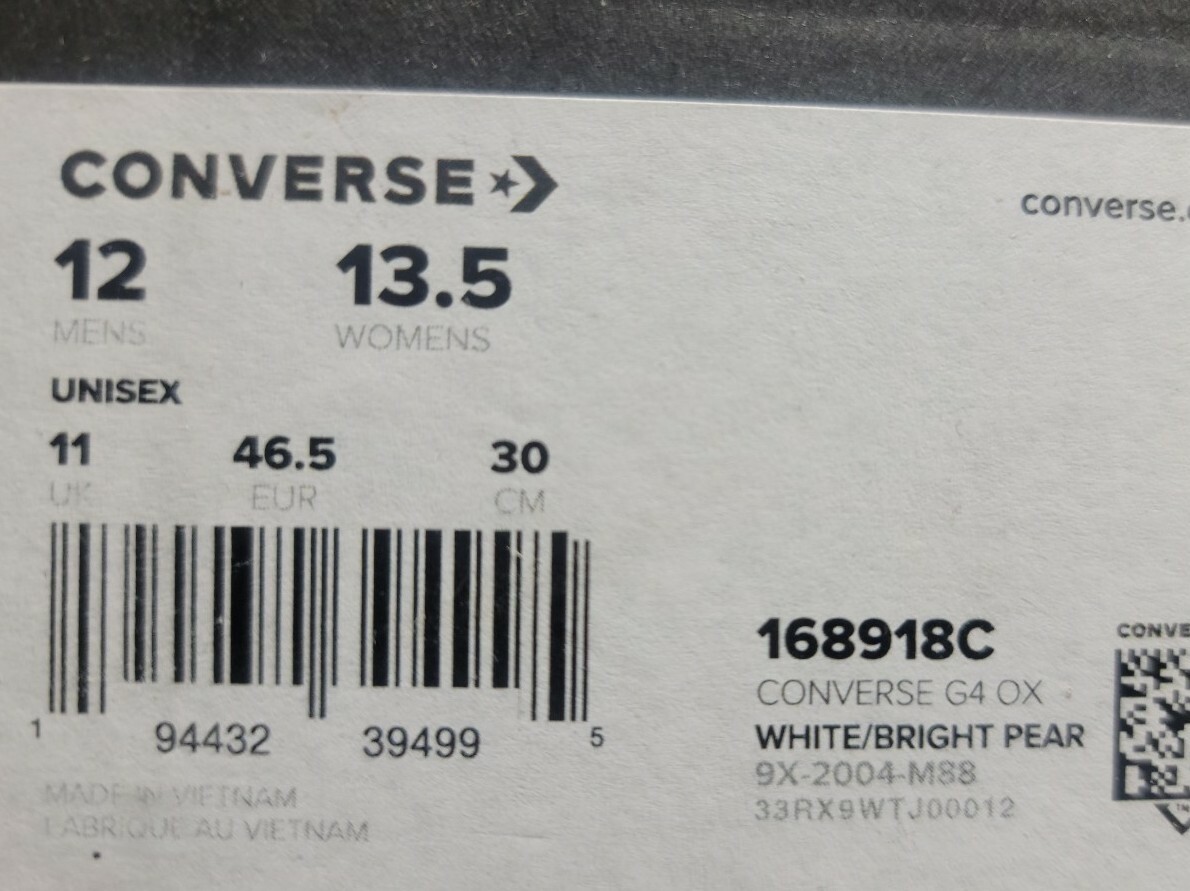 CONVERSE
converse.
12 13.5
MENS WOMENS
UNISEX
11 46.5 30
UK EUR CM
1 94432 39499 5
MADE IN VIETNAM
FABRIQUE AU VIETNAM
168918C
CONVERSE G4 OX
WHITE/BRIGHT PEAR
9X-2004-M88
33RX9WTJ00012
CONVE
TM